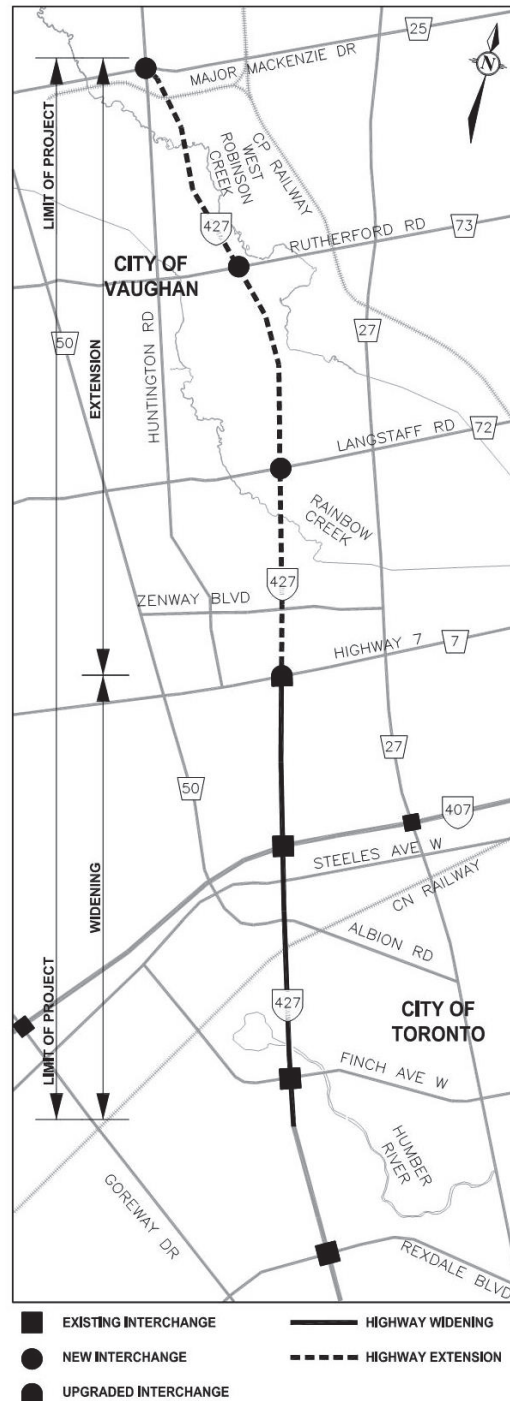 25
MAJOR MACKENZIE DR
N
LIMIT OF PROJECT
WEST
ROBINSON
CREEK
CP RAILWAY
427
RUTHERFORD RD
73
CITY OF
VAUGHAN
27
50
EXTENSION
HUNTINGTON RD
LANGSTAFF RD
72
RAINBOW
CREEK
427
ZENWAY BLVD
HIGHWAY 7
7
27
50
407
STEELES AVE W
CN RAILWAY
WIDENING
ALBION RD
427
CITY OF
TORONTO
LIMIT OF PROJECT
FINCH AVE W
HUMBER
RIVER
GOREWAY DR
REXDALE BLVD
EXISTING INTERCHANGE
HIGHWAY WIDENING
NEW INTERCHANGE
HIGHWAY EXTENSION
UPGRADED INTERCHANGE